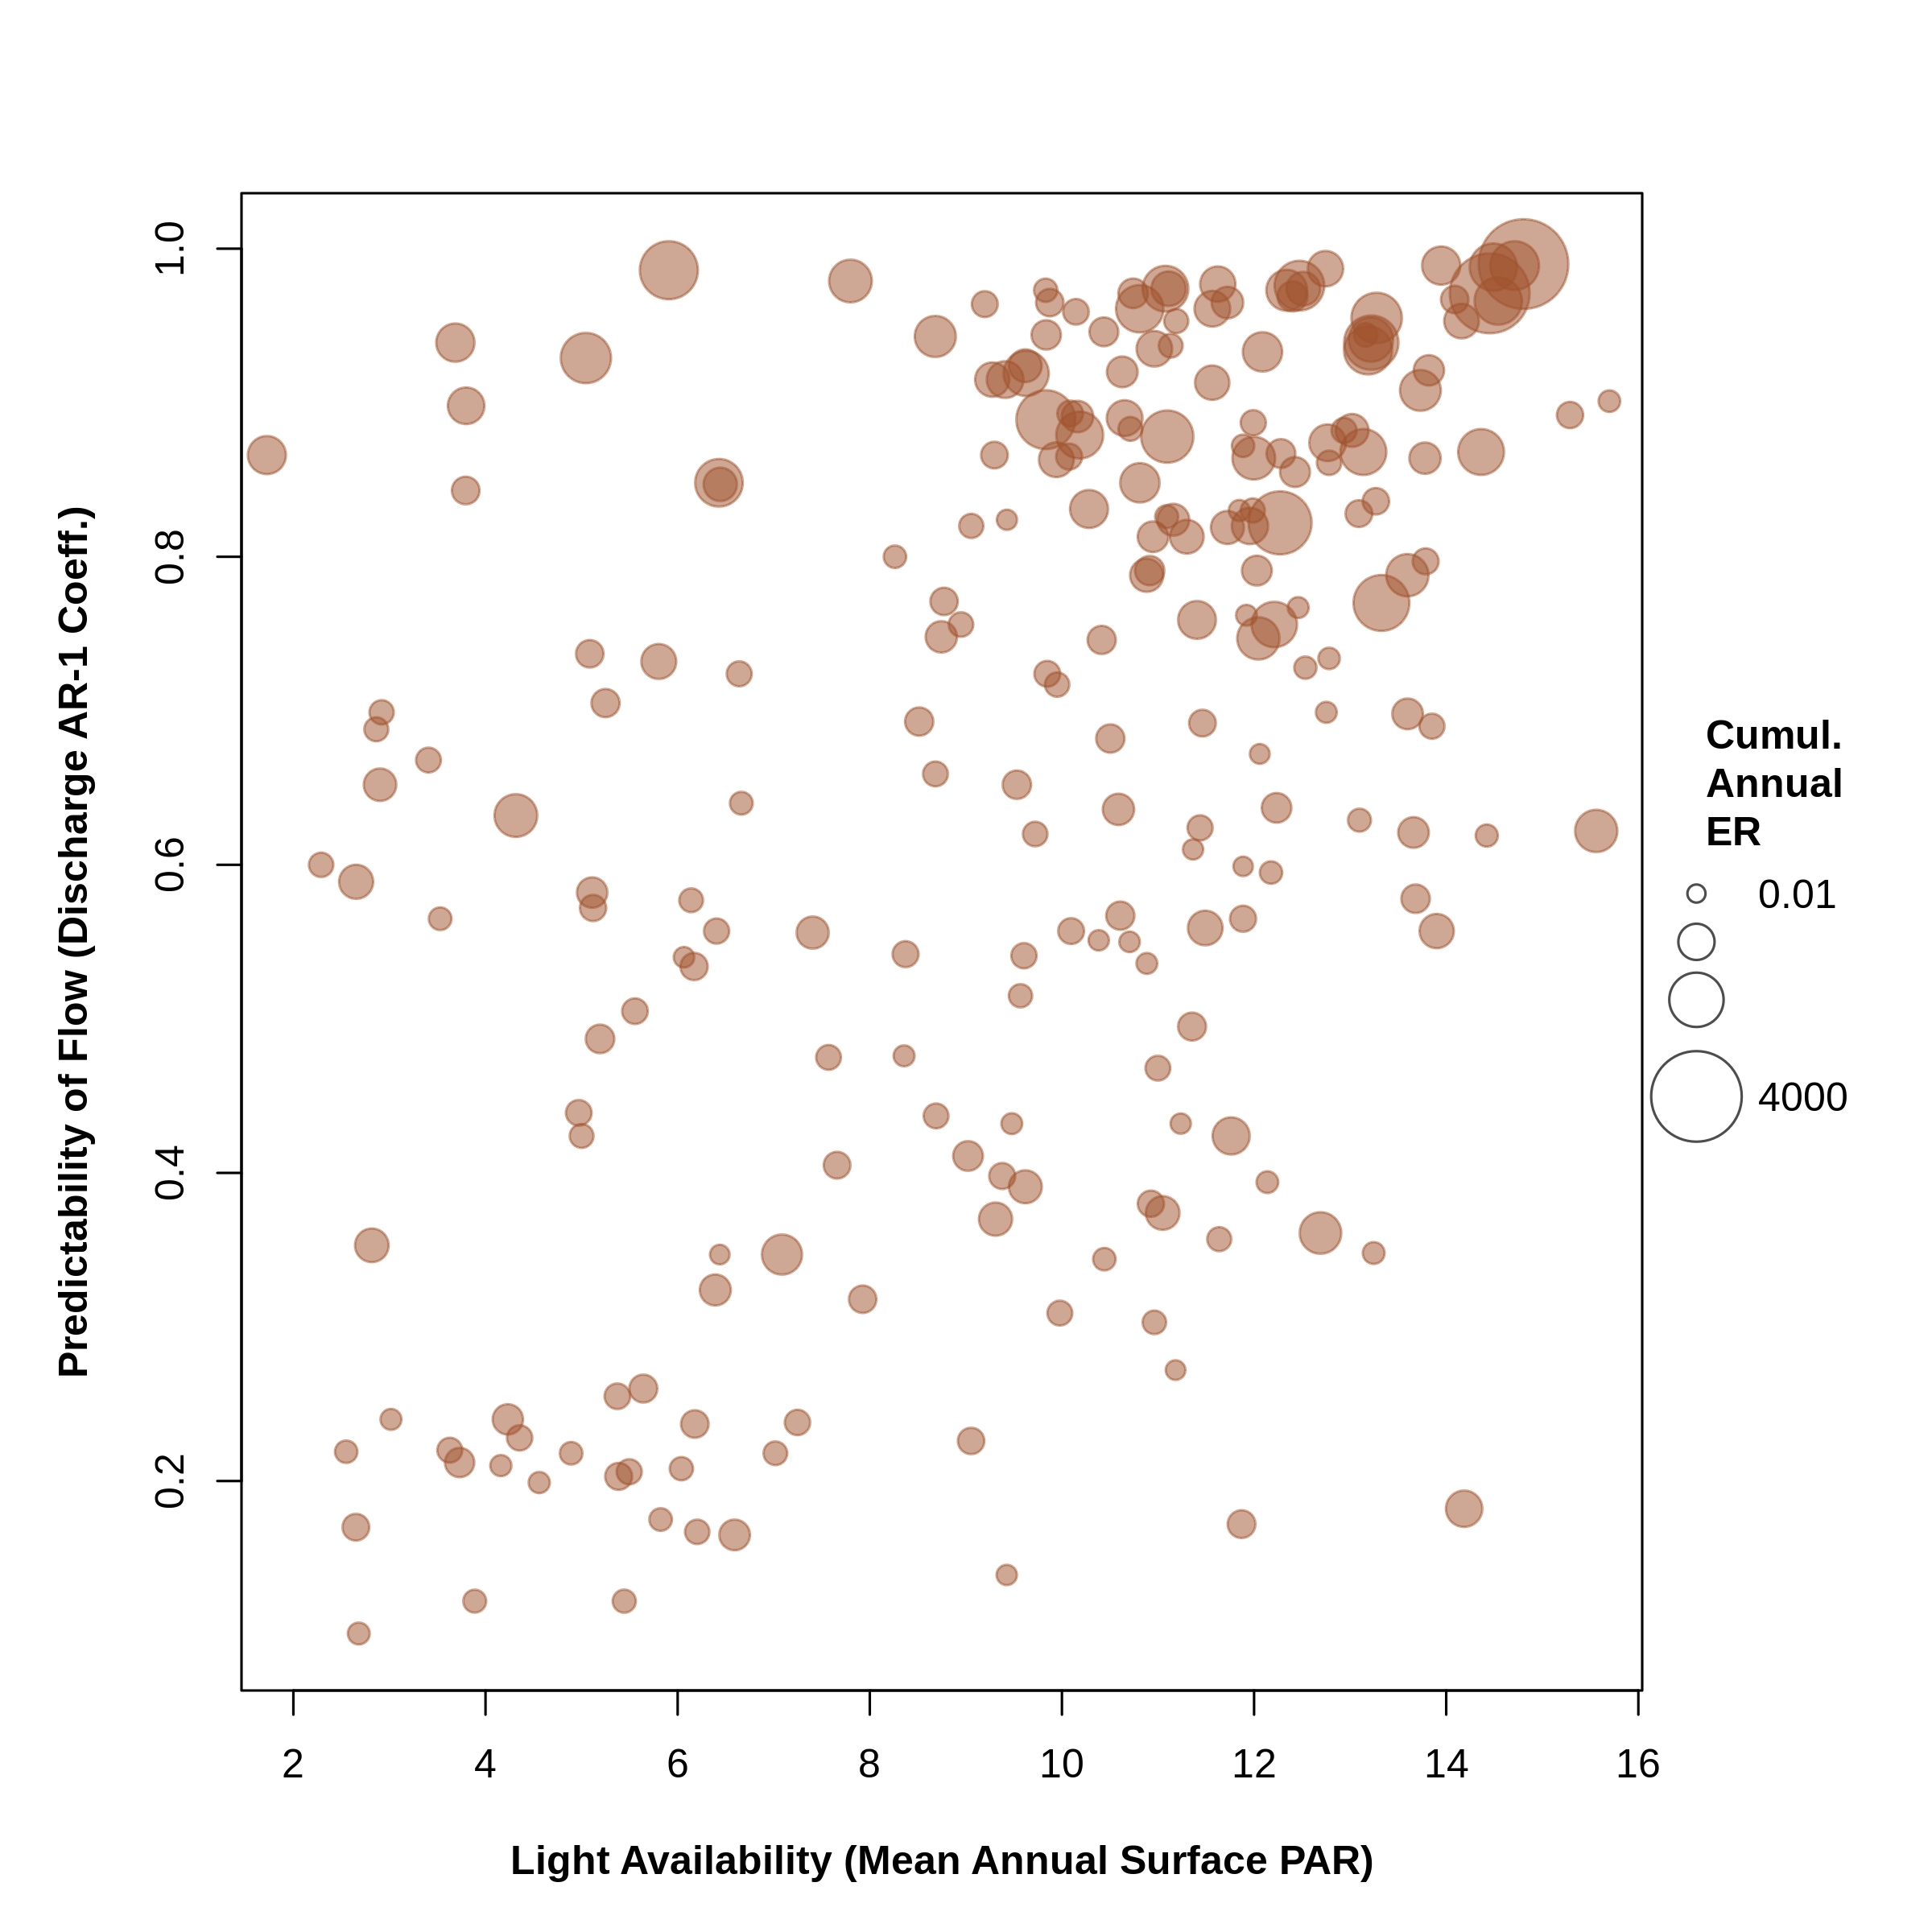 1.0
0.8
0.6
0.4
0.2
Predictability of Flow (Discharge AR-1 Coeff.)
2 4 6 8 10 12 14 16
Light Availability (Mean Annual Surface PAR)
Cumul.
Annual
ER
0.01
4000